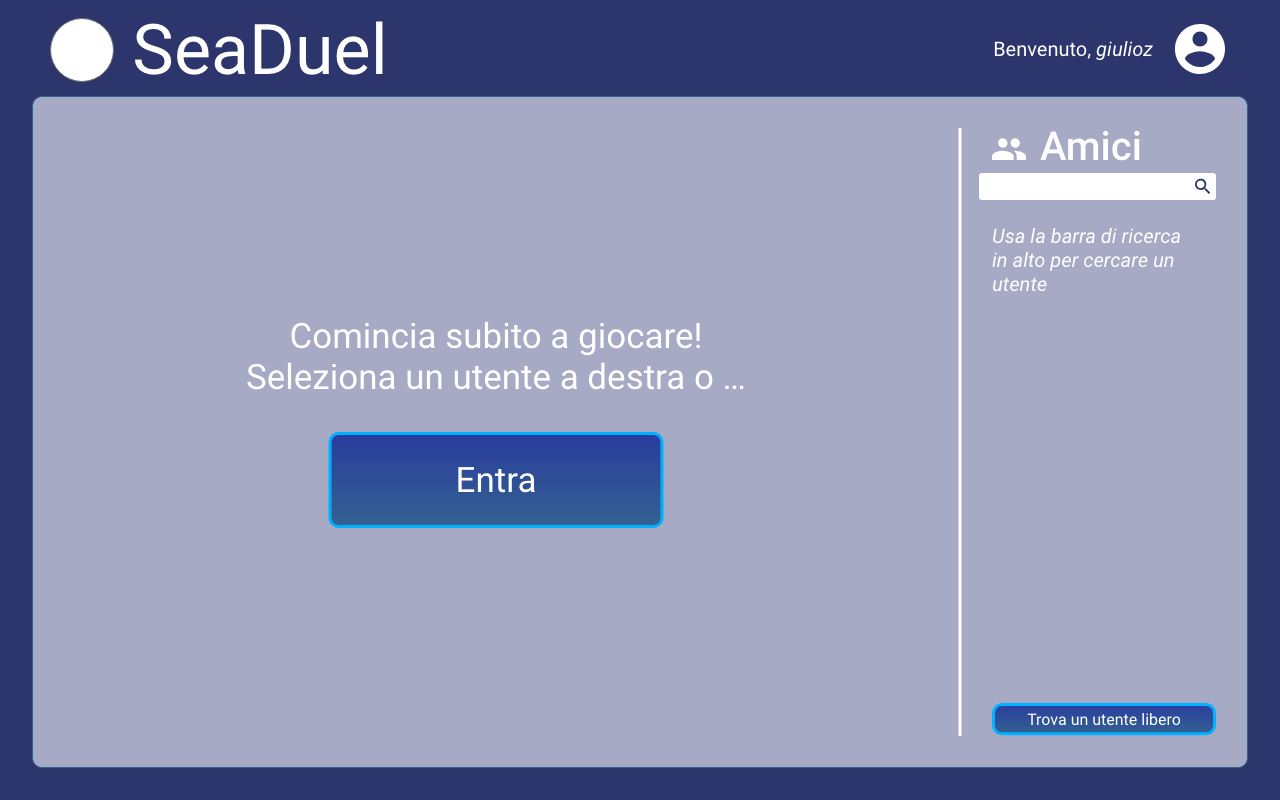 SeaDuel
Benvenuto, giulioz
Amici
Usa la barra di ricerca
in alto per cercare un
utente
Comincia subito a giocare!
Seleziona un utente a destra o ...
Entra
Trova un utente libero